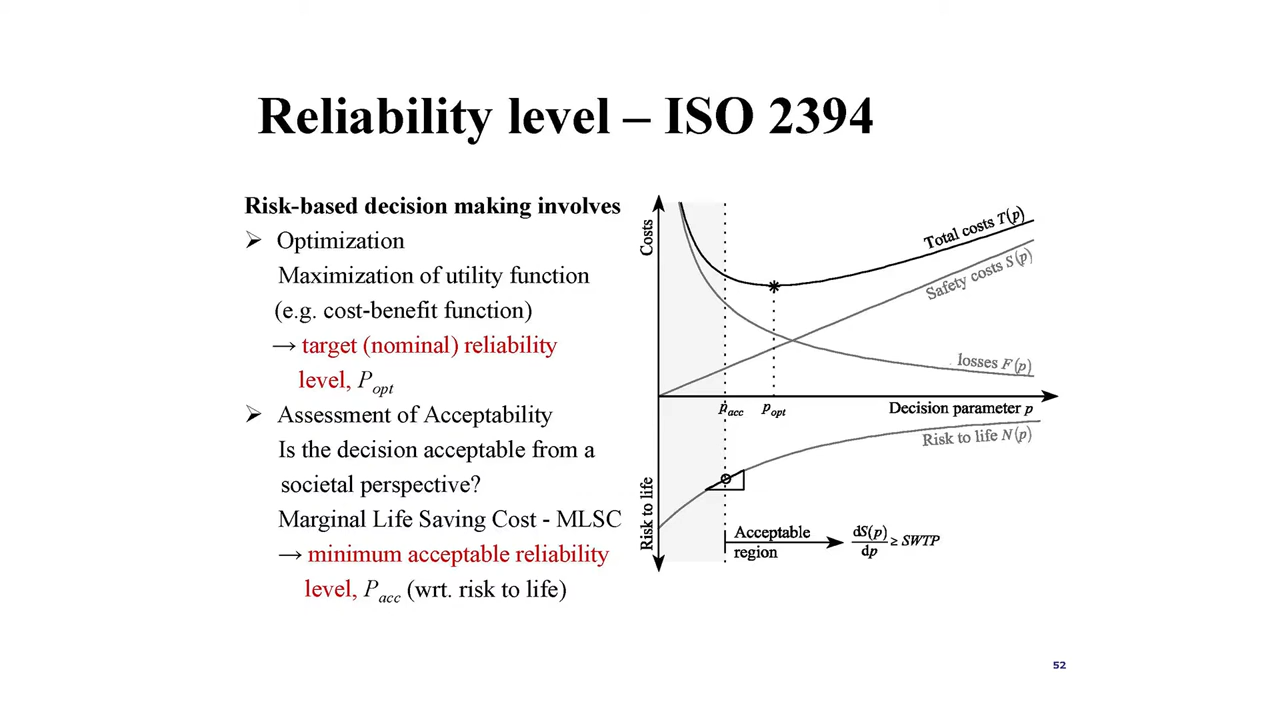 Reliability level – ISO 2394
Risk-based decision making involves
➢ Optimization
Maximization of utility function
(e.g. cost-benefit function)
→ target (nominal) reliability
level, Popt
➢ Assessment of Acceptability
Is the decision acceptable from a
societal perspective?
Marginal Life Saving Cost - MLSC
→ minimum acceptable reliability
level, Pacc (wrt. risk to life)
Costs
Total costs T(p)
Safety costs S(p)
losses F(p)
pacc
popt
Decision parameter p
Risk to life N(p)
Risk to life
Acceptable
region
dS(p)
dp
≥ SWTP
52